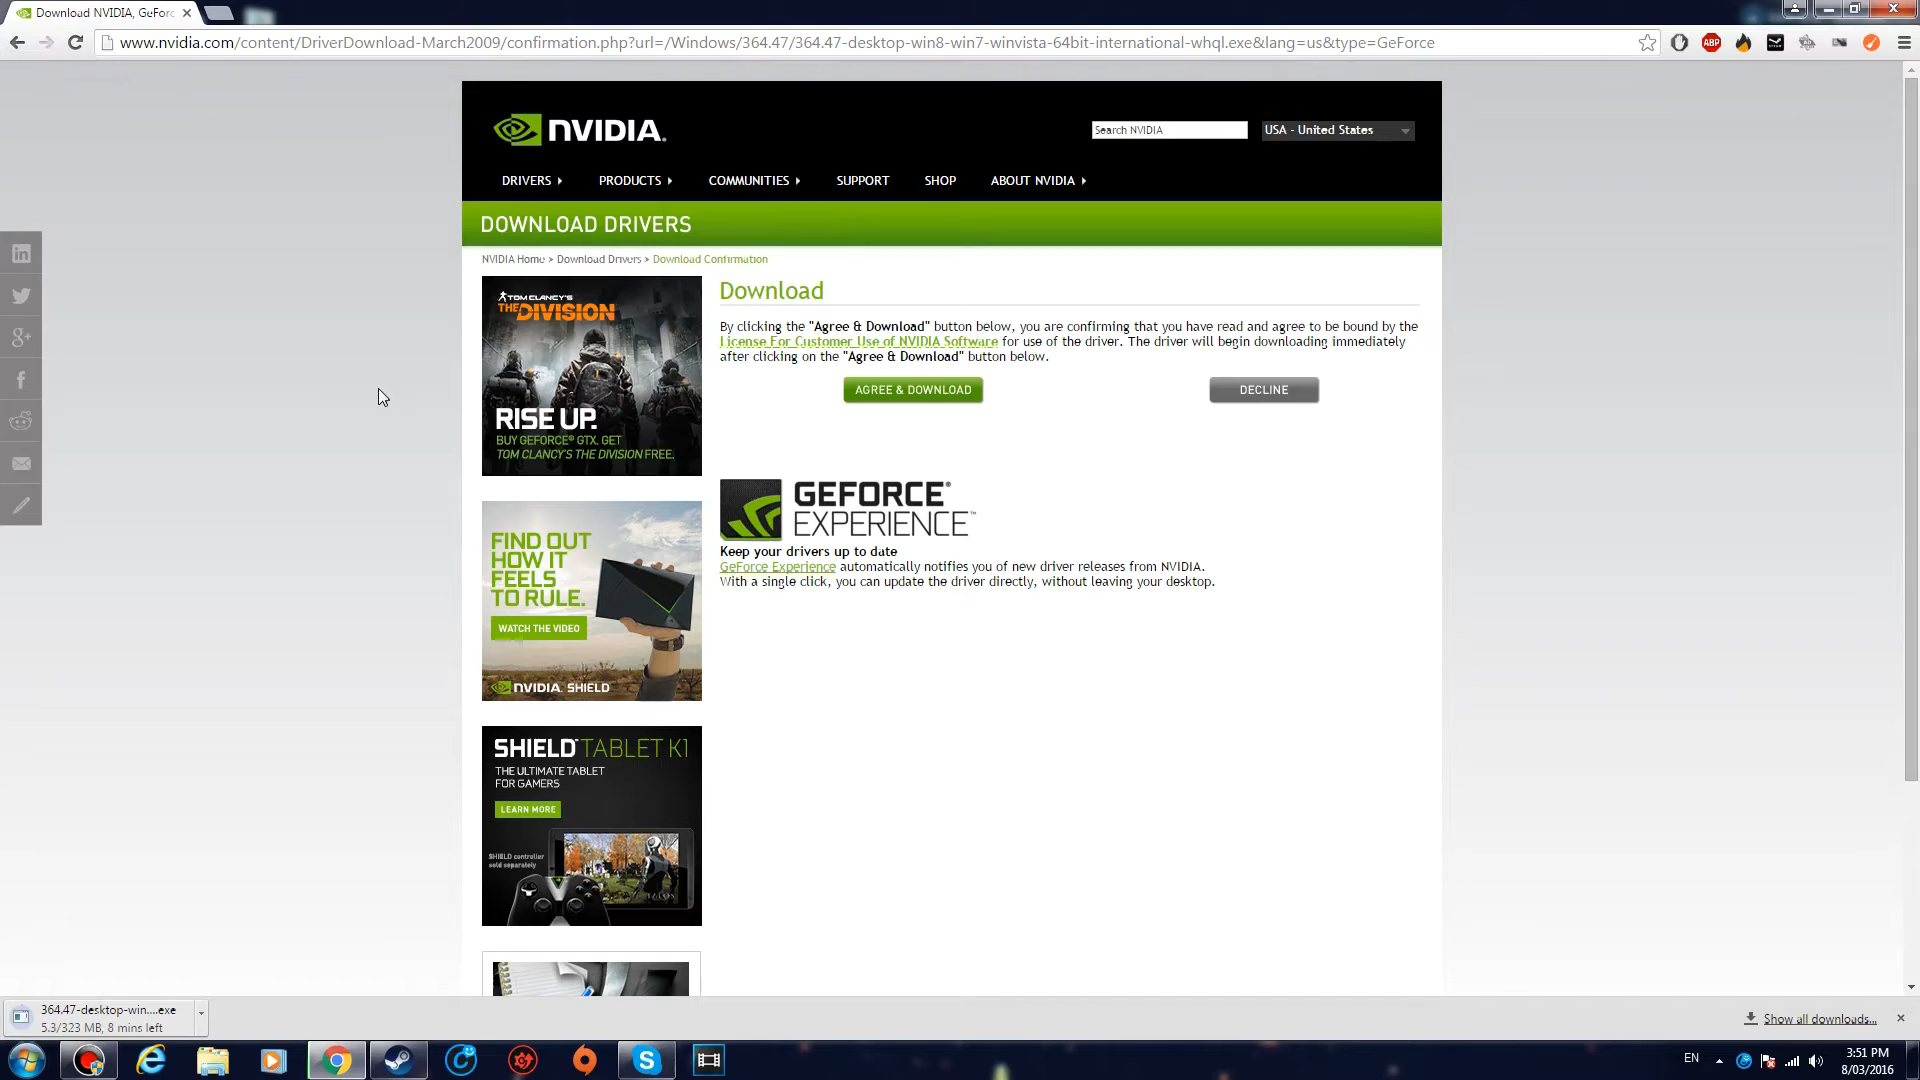 Download NVIDIA, GeForc
www.nvidia.com/content/DriverDownload-March2009/confirmation.php?url=/Windows/364.47/364.47-desktop-win8-win7-winvista-64bit-international-whql.exe&lang=us&type=GeForce
ABP
NVIDIA.
Search NVIDIA
USA - United States
DRIVERS
PRODUCTS
COMMUNITIES
SUPPORT
SHOP
ABOUT NVIDIA
DOWNLOAD DRIVERS
NVIDIA Home > Download Drivers > Download Confirmation
TOM CLANCY'S
THE DIVISION
RISE UP.
BUY GEFORCE® GTX. GET
TOM CLANCY'S THE DIVISION FREE.
Download
By clicking the "Agree & Download" button below, you are confirming that you have read and agree to be bound by the
License For Customer Use of NVIDIA Software for use of the driver. The driver will begin downloading immediately
after clicking on the "Agree & Download" button below.
AGREE & DOWNLOAD
DECLINE
GEFORCE®
EXPERIENCE™
Keep your drivers up to date
GeForce Experience automatically notifies you of new driver releases from NVIDIA.
With a single click, you can update the driver directly, without leaving your desktop.
FIND OUT
HOW IT
FEELS
TO RULE.
WATCH THE VIDEO
NVIDIA. SHIELD
SHIELD™ TABLET K1
THE ULTIMATE TABLET
FOR GAMERS
LEARN MORE
SHIELD controller
sold separately
364.47-desktop-win....exe
5.3/323 MB, 8 mins left
Show all downloads...
EN
3:51 PM
8/03/2016